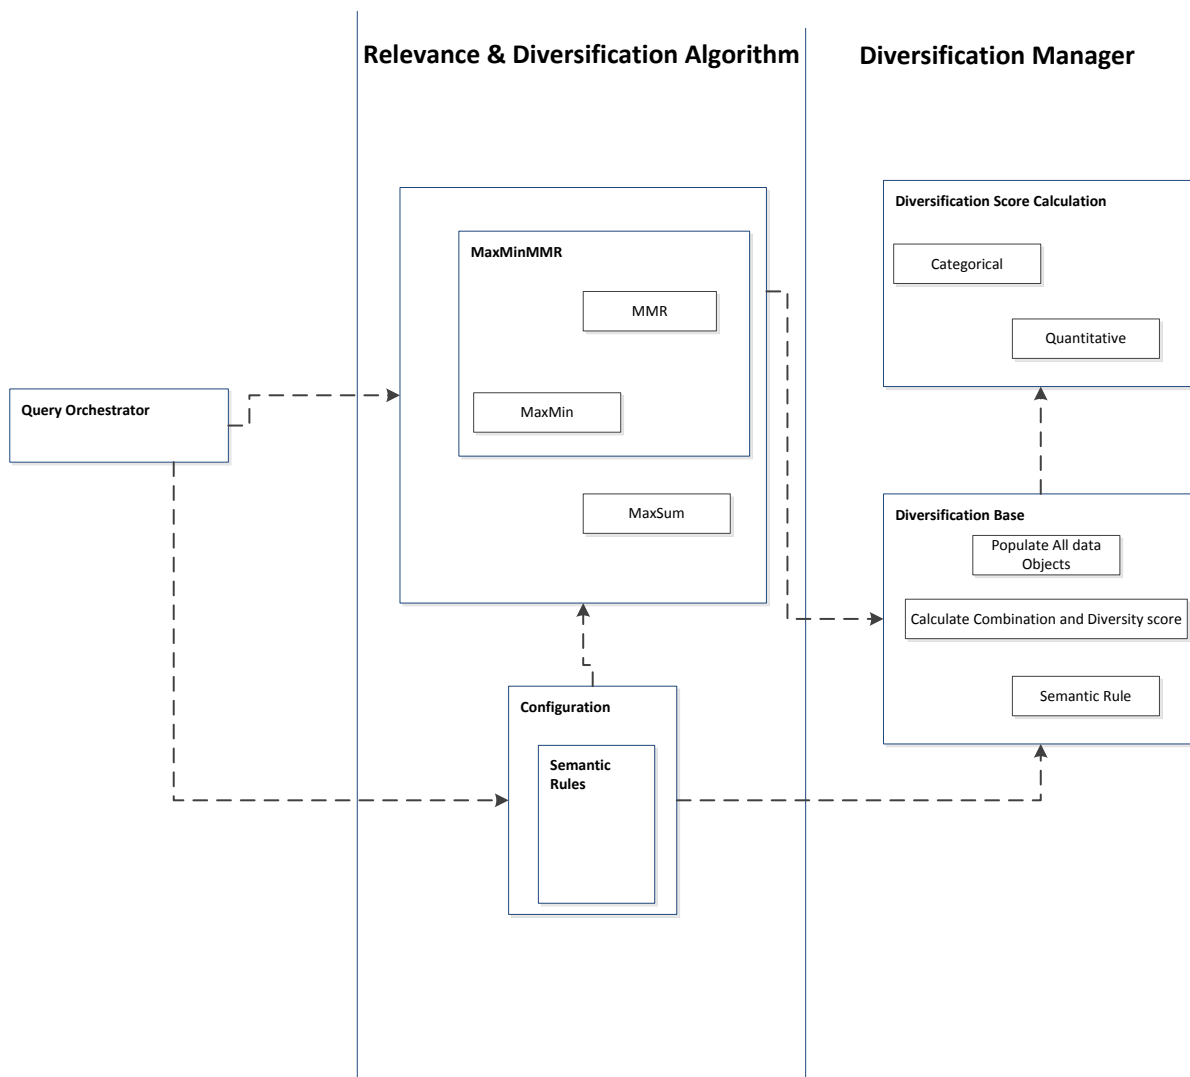 Relevance & Diversification Algorithm
Diversification Manager
Query Orchestrator
MaxMinMMR
MMR
MaxMin
MaxSum
Configuration
Semantic
Rules
Diversification Score Calculation
Categorical
Quantitative
Diversification Base
Populate All data
Objects
Calculate Combination and Diversity score
Semantic Rule